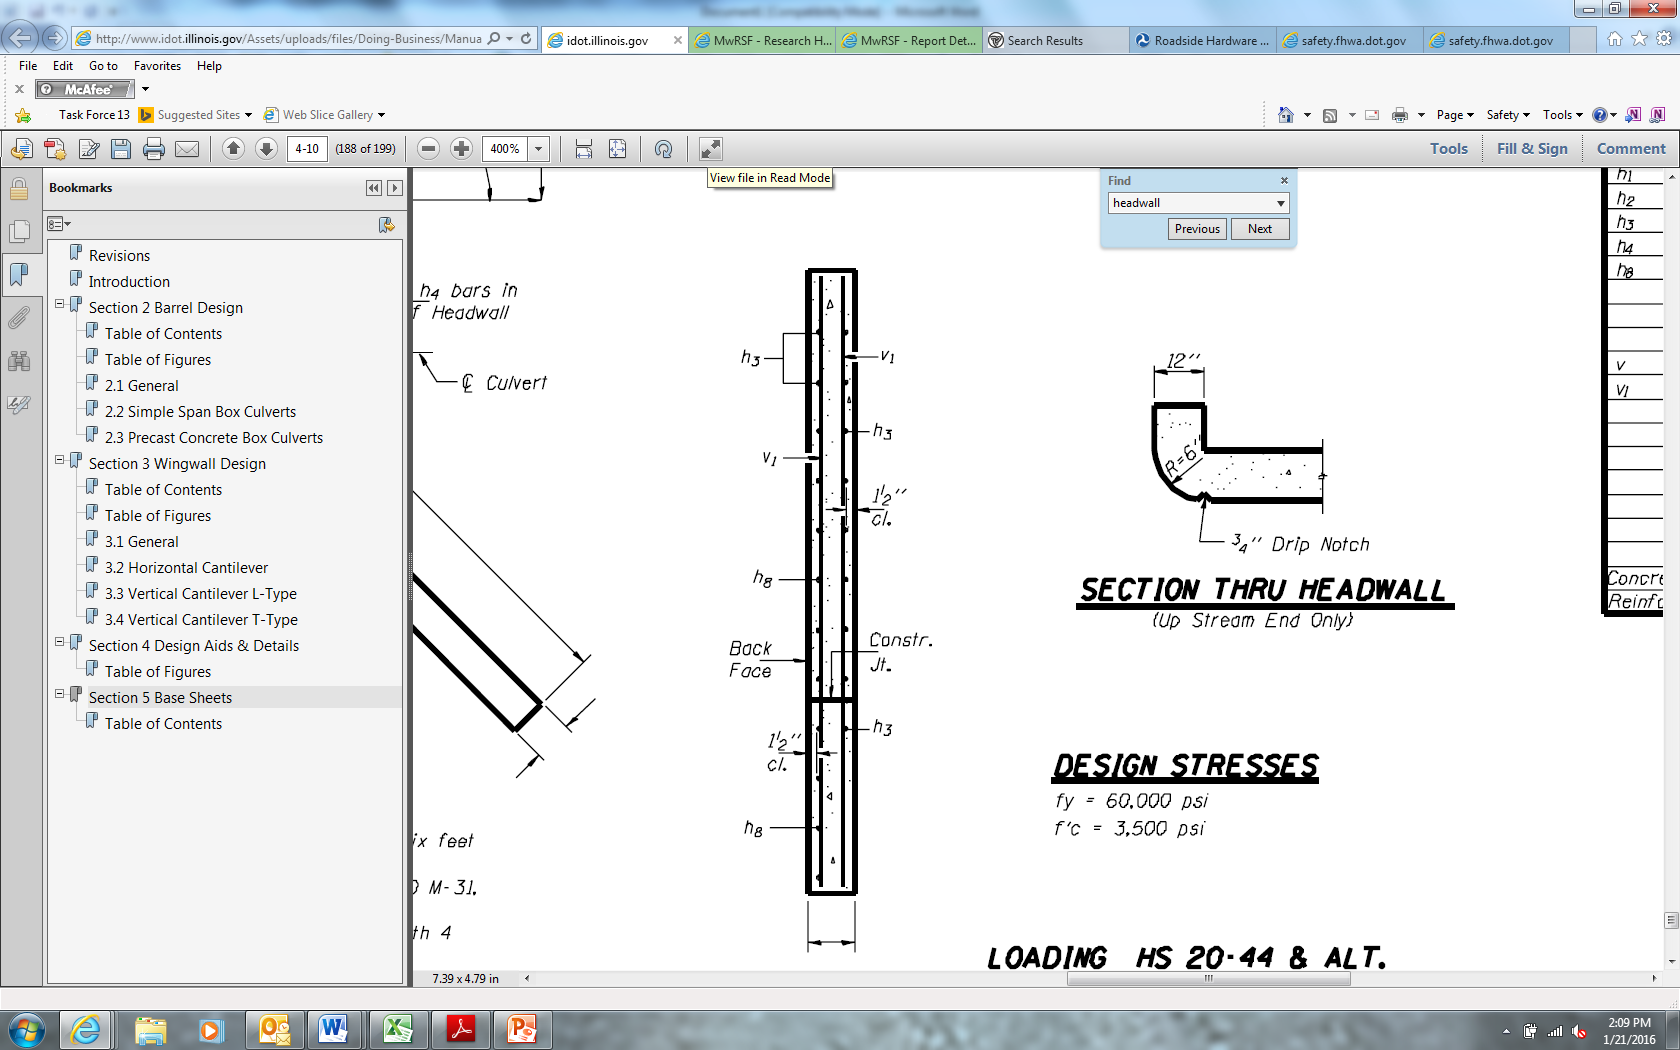 http://www.idot.illinois.gov/Assets/uploads/files/Doing-Business/Manua
idot.illinois.gov
MwRSF - Research H...
MwRSF - Report Det...
Search Results
Roadside Hardware ...
safety.fhwa.dot.gov
safety.fhwa.dot.gov
File Edit Go to Favorites Help
x McAfee
Task Force 13 Suggested Sites Web Slice Gallery
Page Safety Tools
4-10 (188 of 199) 400%
Tools Fill & Sign Comment
View file in Read Mode
Bookmarks
Revisions
Introduction
Section 2 Barrel Design
Table of Contents
Table of Figures
2.1 General
2.2 Simple Span Box Culverts
2.3 Precast Concrete Box Culverts
Section 3 Wingwall Design
Table of Contents
Table of Figures
3.1 General
3.2 Horizontal Cantilever
3.3 Vertical Cantilever L-Type
3.4 Vertical Cantilever T-Type
Section 4 Design Aids & Details
Table of Figures
Section 5 Base Sheets
Table of Contents
Find
headwall
Previous Next
h4 bars in
f Headwall
℄ Culvert
ix feet
M-31.
th 4
h3
v1
h3
v1
1½"
cl.
h8
Back
Face
Constr.
Jt.
h3
1½"
cl.
h8
12"
R=6"
¾" Drip Notch
SECTION THRU HEADWALL
(Up Stream End Only)
DESIGN STRESSES
fy = 60,000 psi
f'c = 3,500 psi
LOADING HS 20-44 & ALT.
h1
h2
h3
h4
h8
v
v1
Concre
Reinfo
7.39 x 4.79 in
2:09 PM
1/21/2016